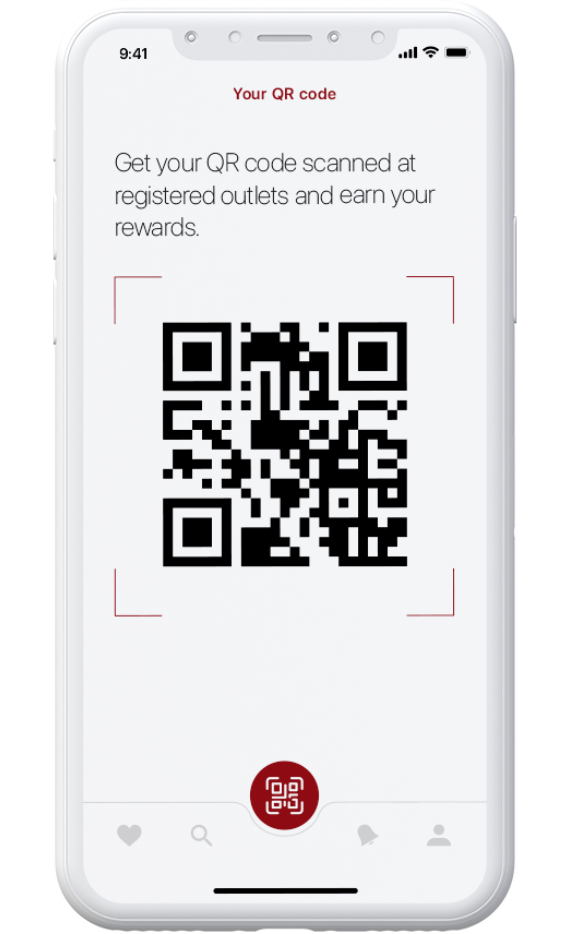 9:41
Your QR code
Get your QR code scanned at
registered outlets and earn your
rewards.